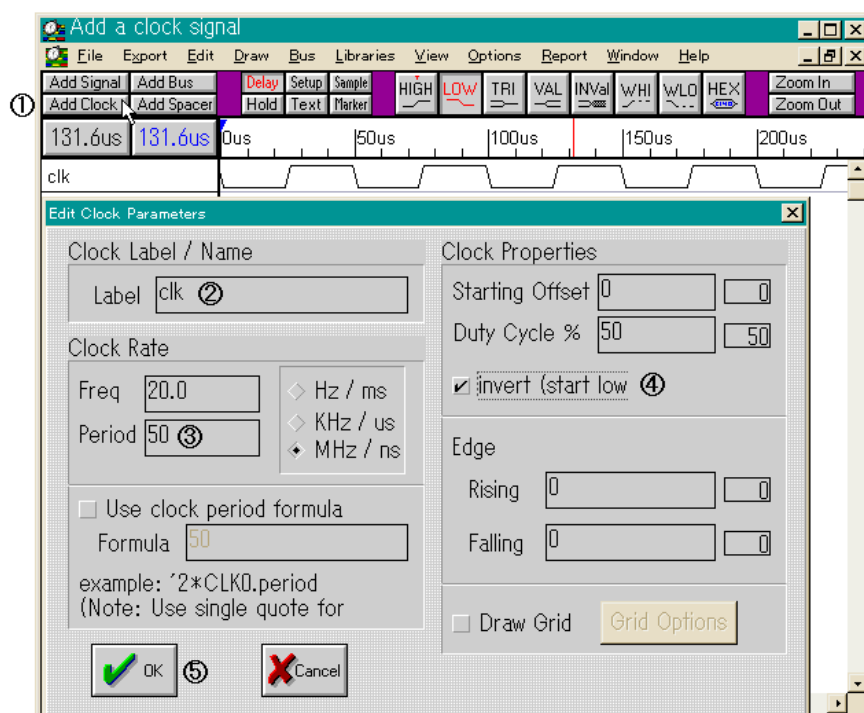 Add a clock signal
File Export Edit Draw Bus Libraries View Options Report Window Help
Add Signal Add Bus Delay Setup Sample HIGH LOW TRI VAL INVal WHI WLO HEX Zoom In
① Add Clock Add Spacer Hold Text Marker Zoom Out
131.6us 131.6us 0us 50us 100us 150us 200us
clk
Edit Clock Parameters
Clock Label / Name
Label clk ②
Clock Rate
Freq 20.0
Period 50 ③
Hz / ms
KHz / us
MHz / ns
Use clock period formula
Formula 50
example: '2*CLK0.period
(Note: Use single quote for
OK ⑤ Cancel
Clock Properties
Starting Offset 0 0
Duty Cycle % 50 50
invert (start low ④
Edge
Rising 0 0
Falling 0 0
Draw Grid Grid Options